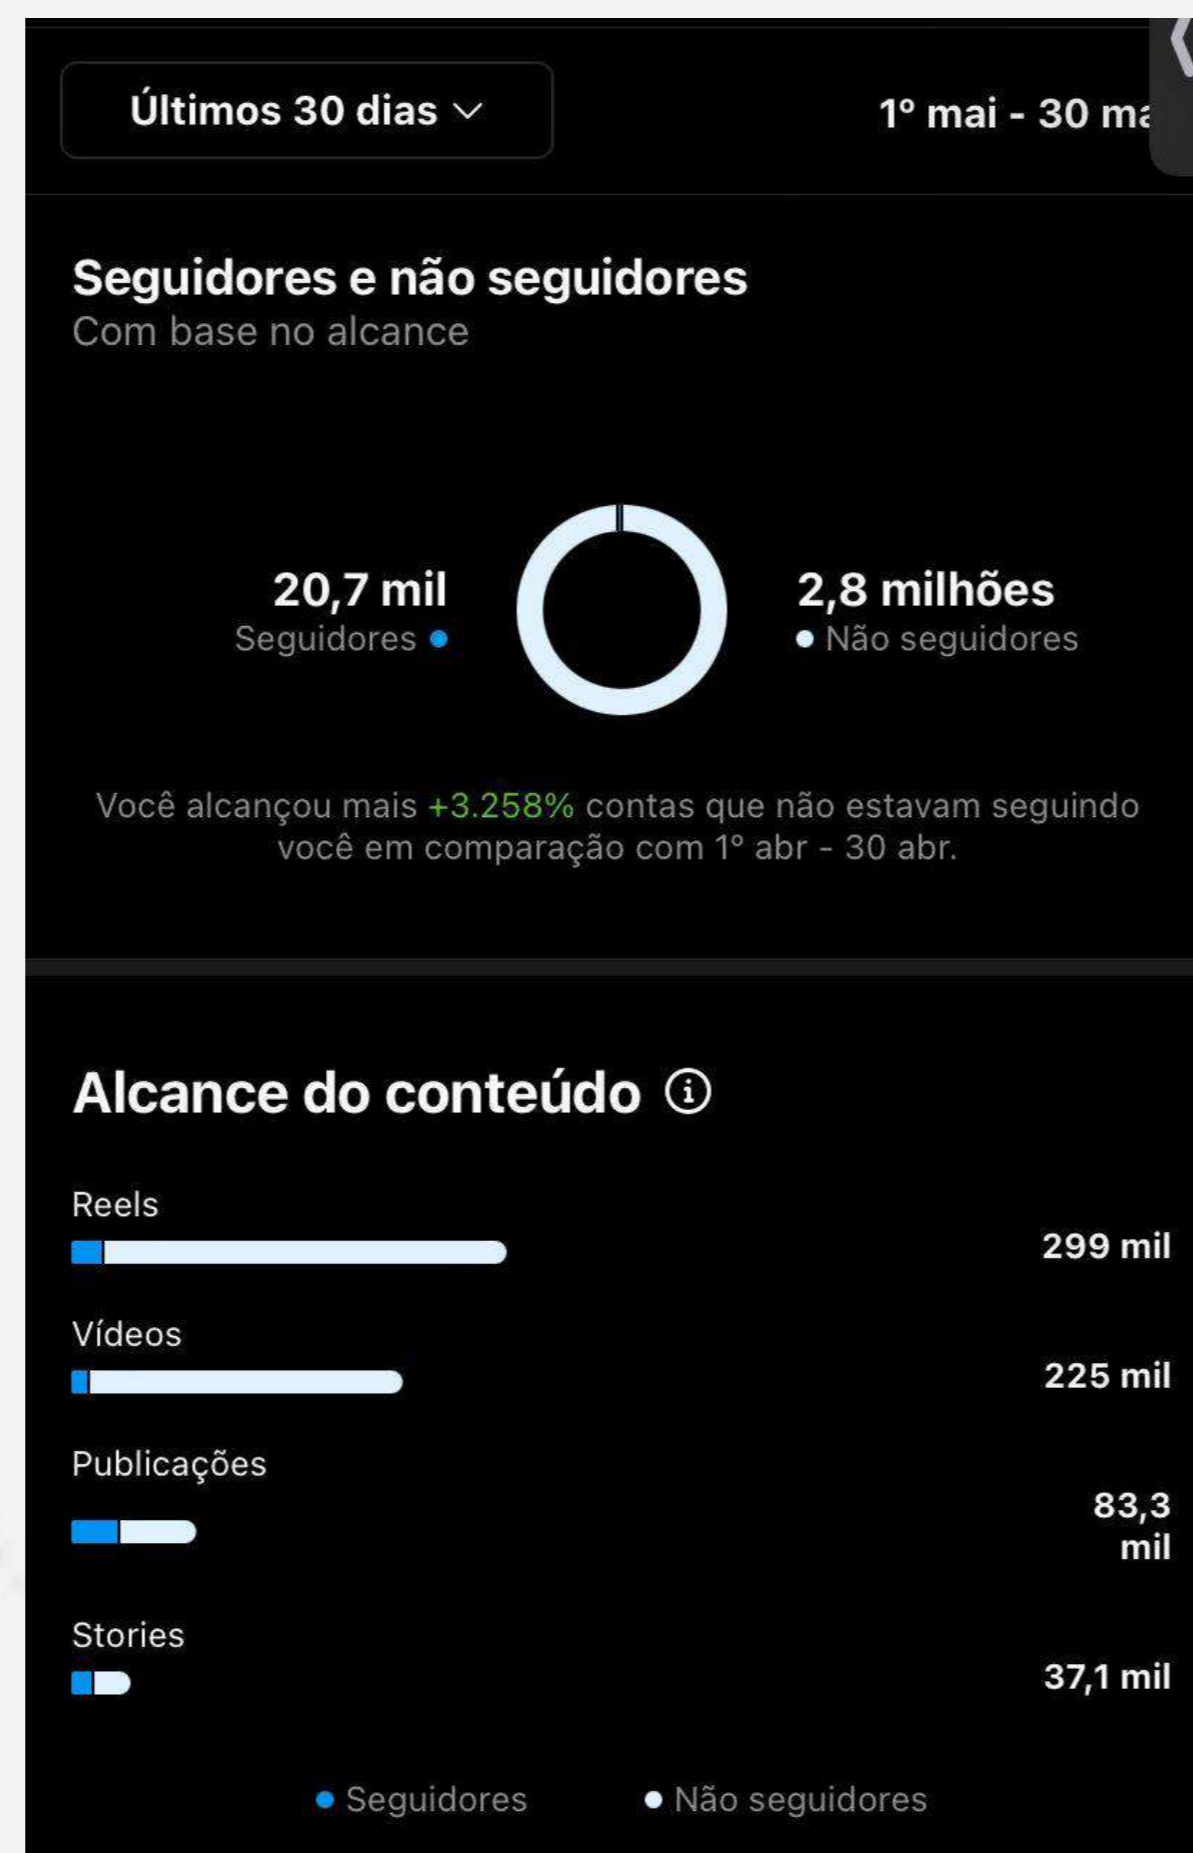 Últimos 30 dias
1º mai - 30
Seguidores e não seguidores
Com base no alcance
20,7 mil
Seguidores
2,8 milhões
Não seguidores
Você alcançou mais +3.258% contas que não estavam seguindo
você em comparação com 1º abr - 30 abr.
Alcance do conteúdo
Reels
299 mil
Vídeos
225 mil
Publicações
83,3
mil
Stories
37,1 mil
Seguidores
Não seguidores